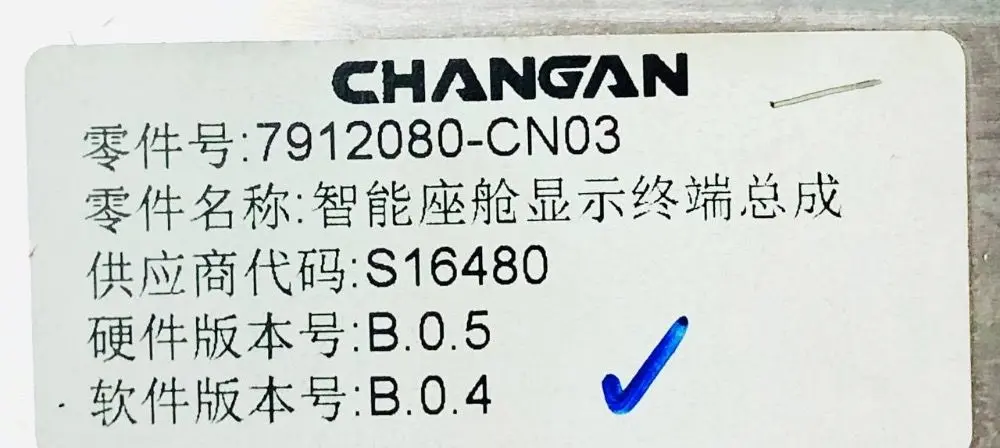 CHANGAN
零件号:7912080-CN03
零件名称:智能座舱显示终端总成
供应商代码:S16480
硬件版本号:B.0.5
软件版本号:B.0.4